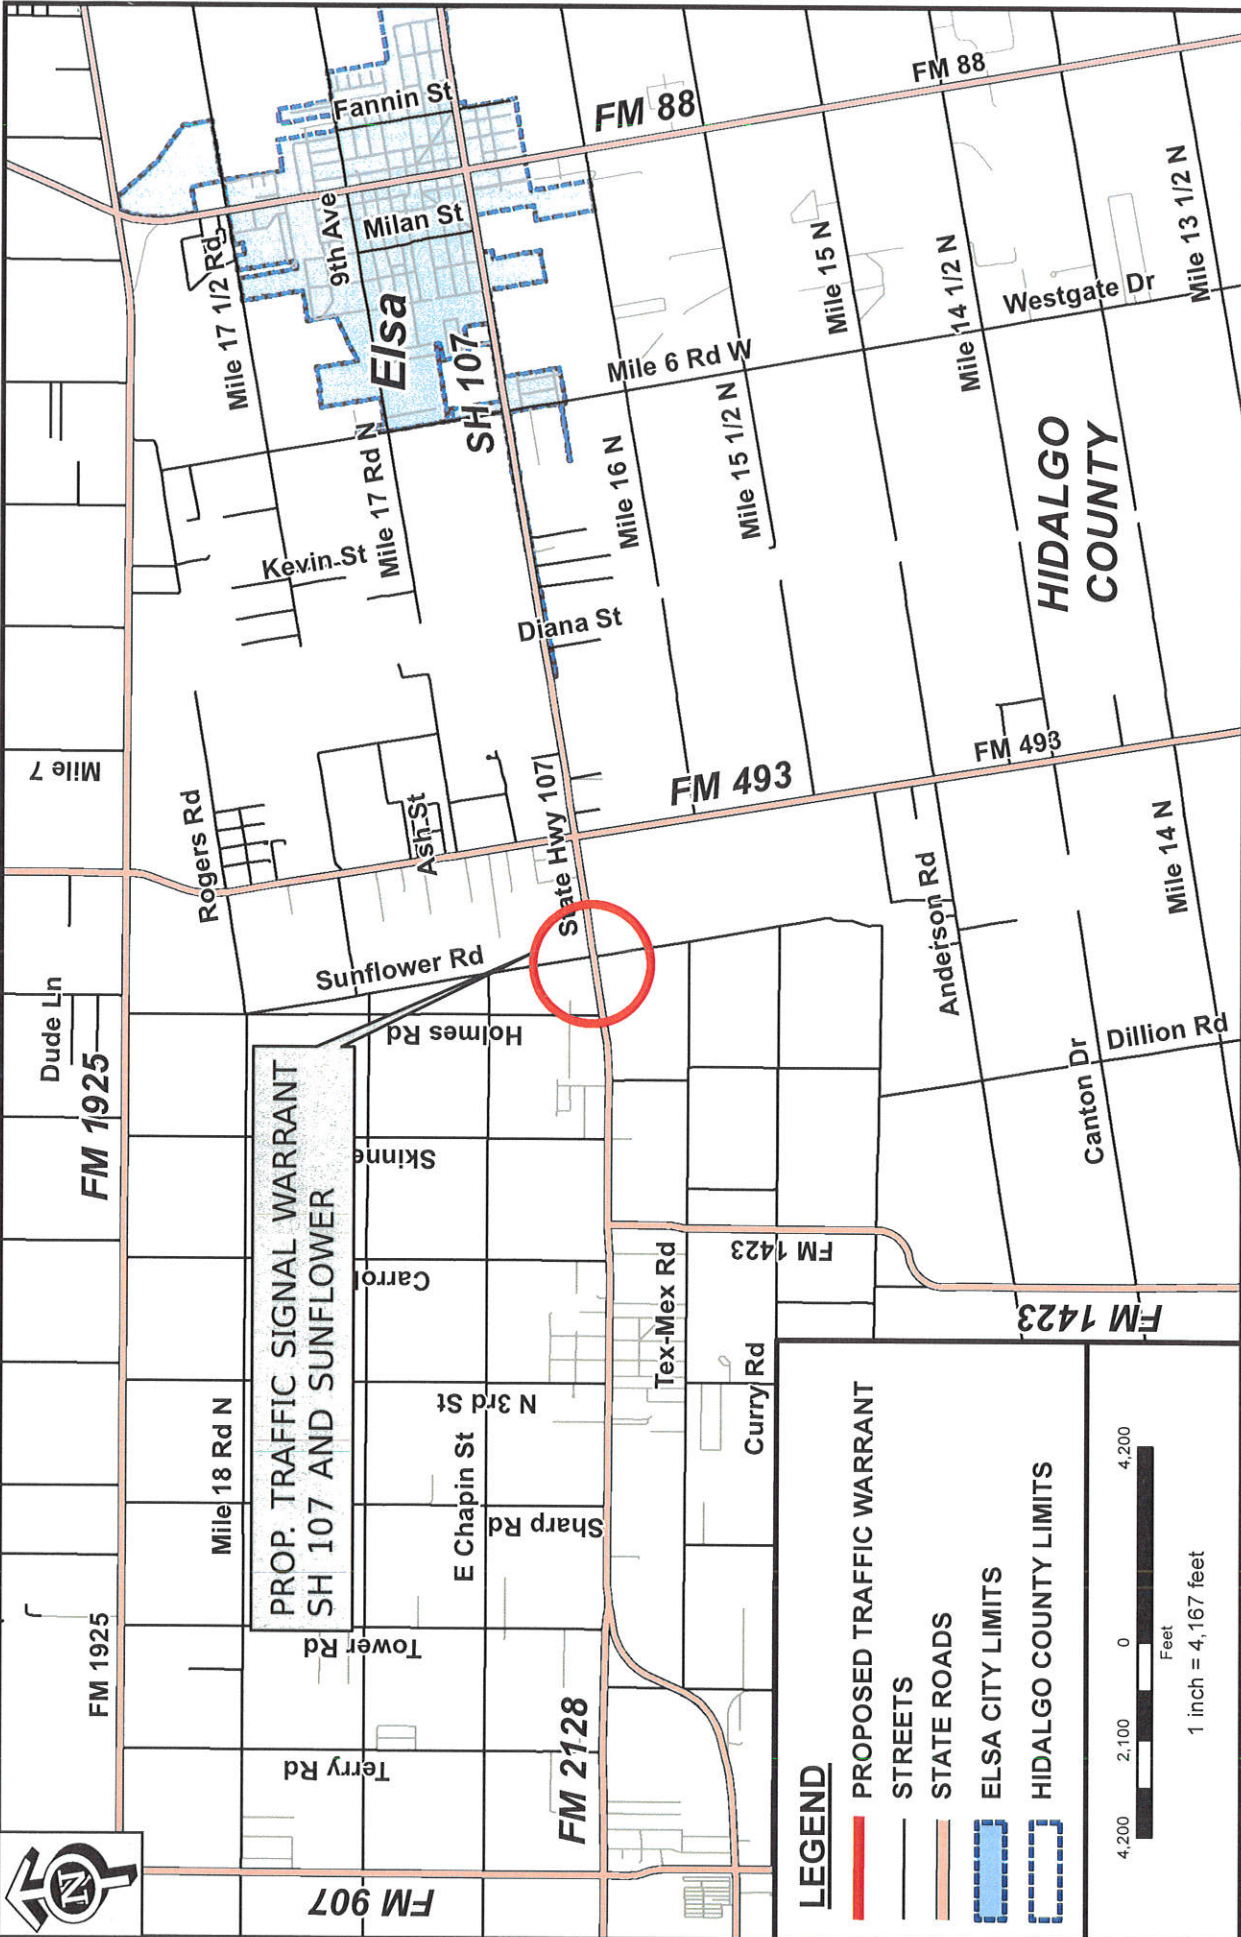 FM 1925
FM 1925
Dude Ln
Mile 7
Mile 18 Rd N
PROP. TRAFFIC SIGNAL WARRANT
SH 107 AND SUNFLOWER
Rogers Rd
Sunflower Rd
Kevin St
Mile 17 1/2 Rd
Mile 17 Rd N
9th Ave
Fannin St
Milan St
Elsa
SH 107
FM 907
Terry Rd
Tower Rd
Sharp Rd
E Chapin St
N 3rd St
Carrol
Skinne
Holmes Rd
Ash St
State Hwy 107
Diana St
FM 2128
Tex-Mex Rd
Curry Rd
FM 1423
FM 1423
FM 493
FM 493
Mile 6 Rd W
Mile 16 N
Mile 15 1/2 N
Mile 15 N
Mile 14 1/2 N
Mile 14 N
Mile 13 1/2 N
FM 88
FM 88
Westgate Dr
Anderson Rd
Canton Dr
Dillion Rd
HIDALGO
COUNTY
N
LEGEND
PROPOSED TRAFFIC WARRANT
STREETS
STATE ROADS
ELSA CITY LIMITS
HIDALGO COUNTY LIMITS
4,200 2,100 0 4,200
Feet
1 inch = 4,167 feet